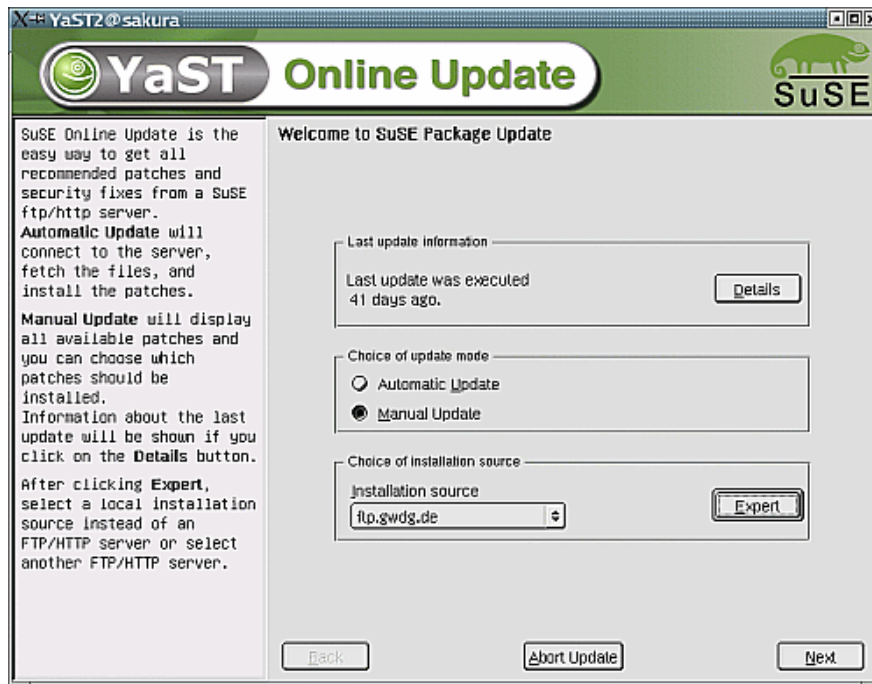 YaST2@sakura
YaST Online Update
SuSE
SuSE Online Update is the
easy way to get all
recommended patches and
security fixes from a SuSE
ftp/http server.
Automatic Update will
connect to the server,
fetch the files, and
install the patches.
Manual Update will display
all available patches and
you can choose which
patches should be
installed.
Information about the last
update will be shown if you
click on the Details button.
After clicking Expert,
select a local installation
source instead of an
FTP/HTTP server or select
another FTP/HTTP server.
Welcome to SuSE Package Update
Last update information
Last update was executed
41 days ago.
Details
Choice of update mode
Automatic Update
Manual Update
Choice of installation source
Installation source
ftp.gwdg.de
Expert
Back
Abort Update
Next